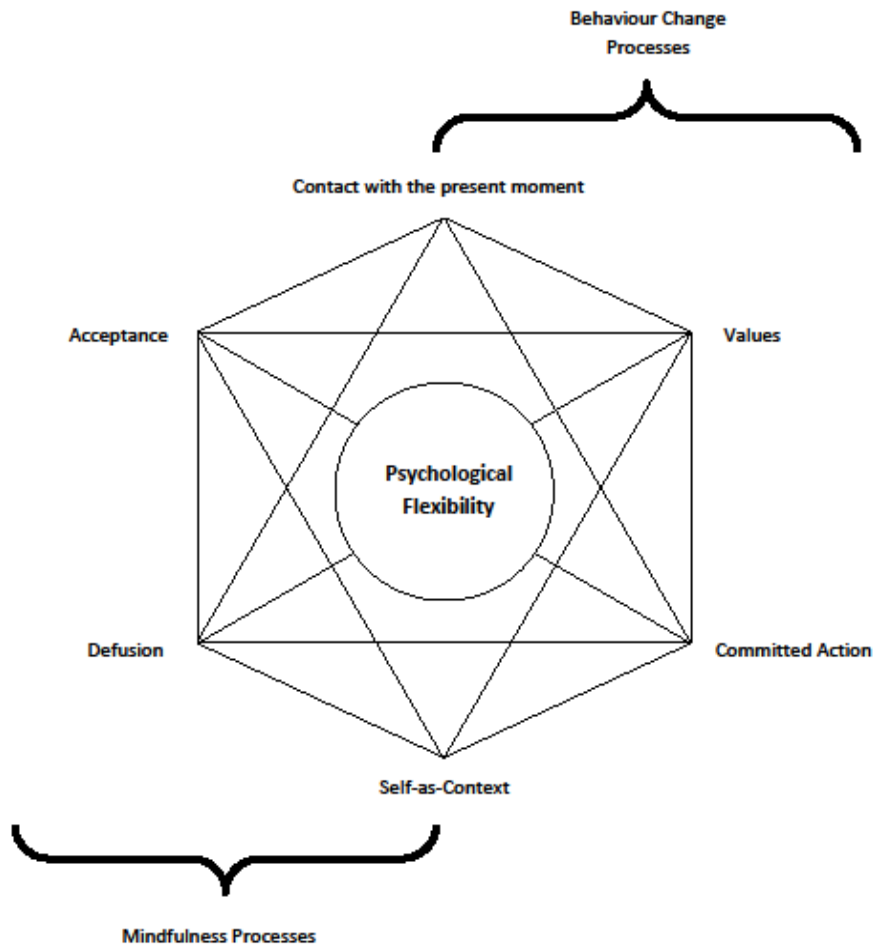 Behaviour Change
Processes
Contact with the present moment
Acceptance
Values
Psychological
Flexibility
Defusion
Committed Action
Self-as-Context
Mindfulness Processes